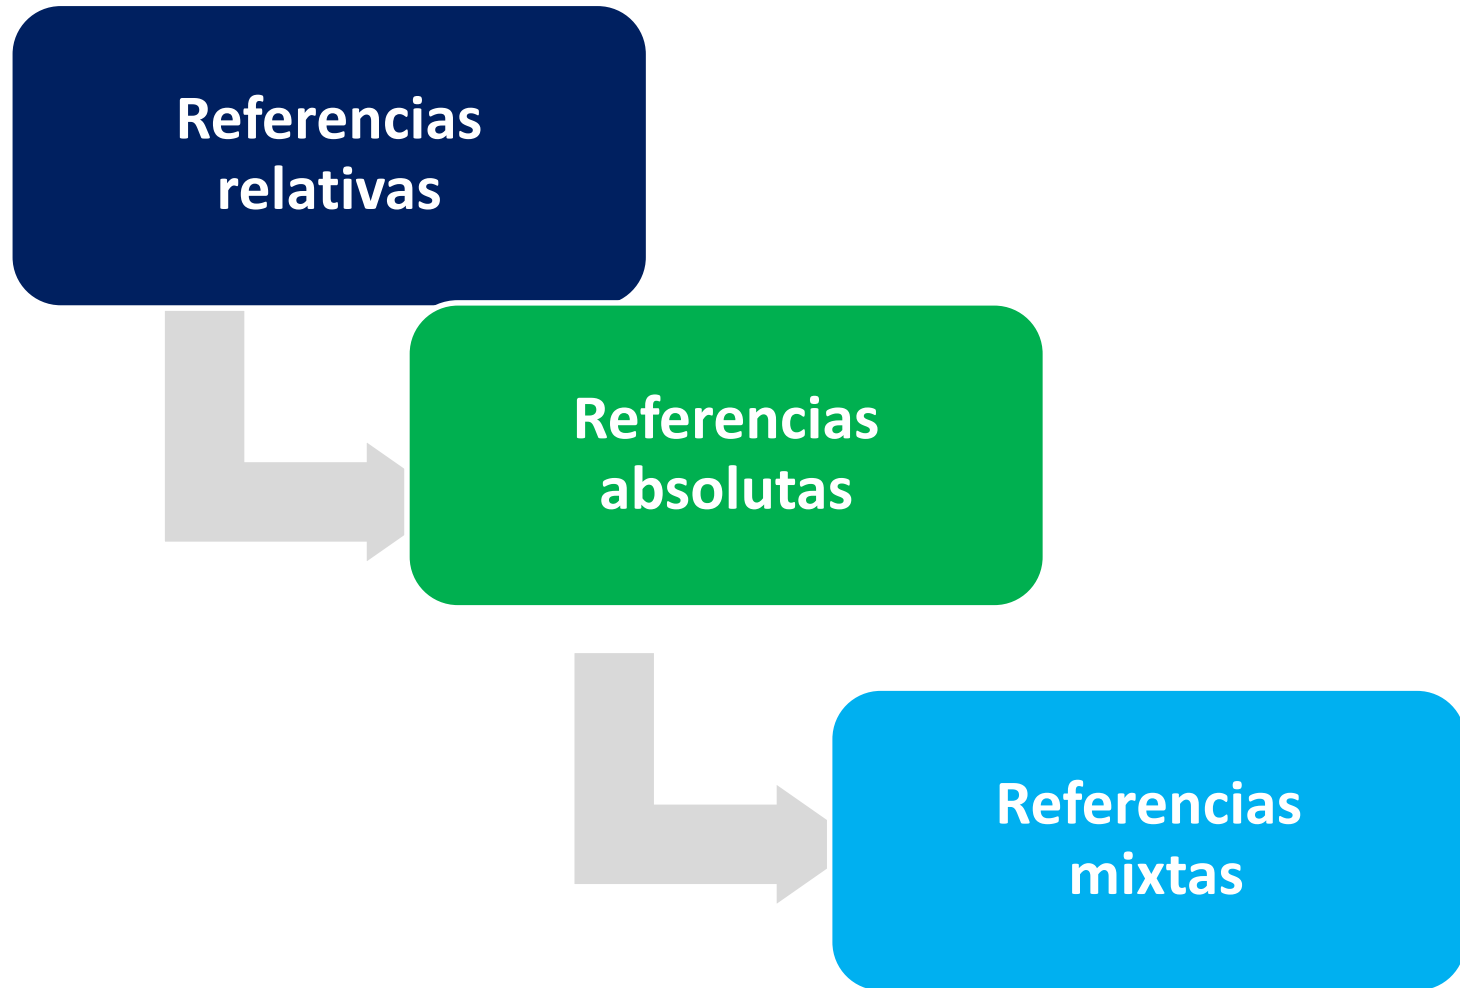 Referencias
relativas
Referencias
absolutas
Referencias
mixtas